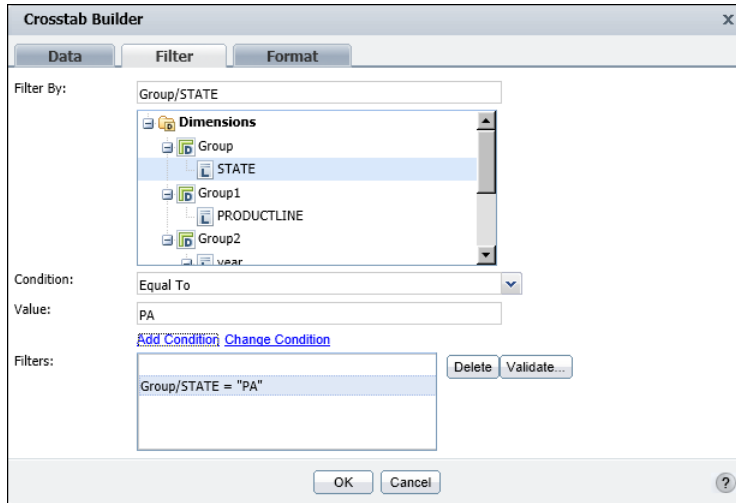 Crosstab Builder x
Data Filter Format
Filter By:
Group/STATE
Dimensions
Group
STATE
Group1
PRODUCTLINE
Group2
year
Condition:
Equal To
Value:
PA
Add Condition Change Condition
Filters:
Delete Validate...
Group/STATE = "PA"
OK Cancel ?